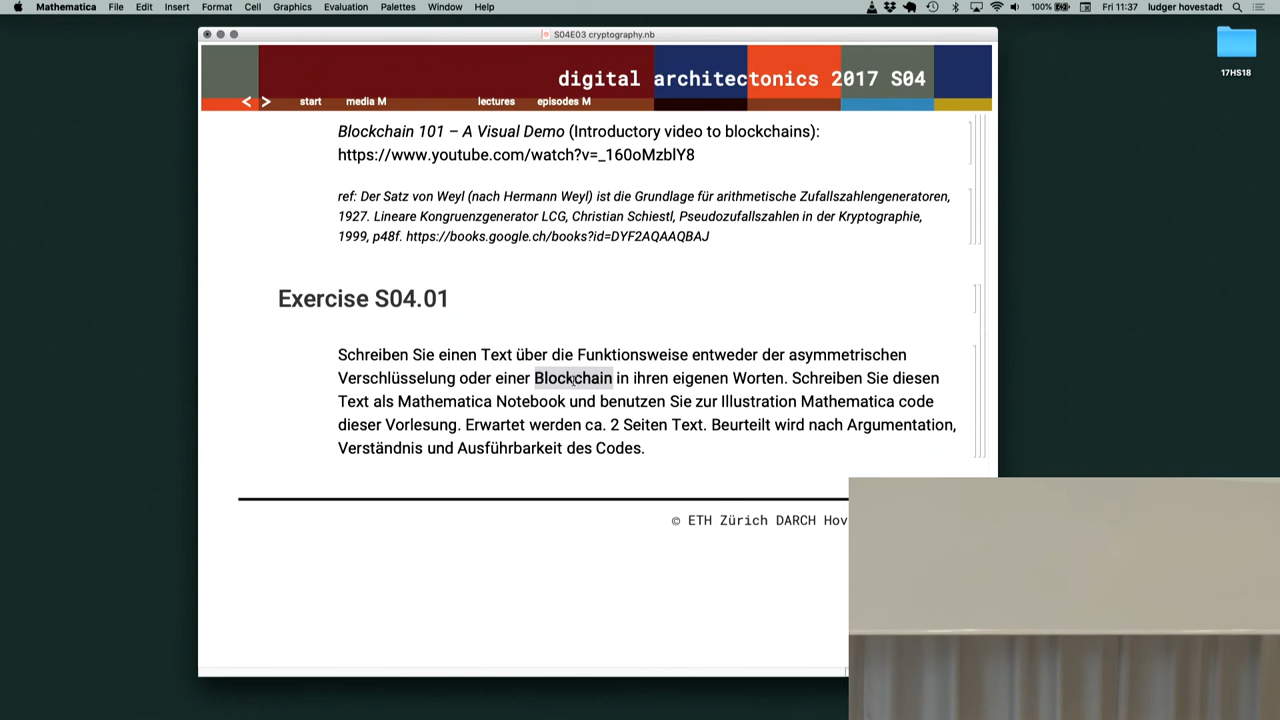 Mathematica File Edit Insert Format Cell Graphics Evaluation Palettes Window Help 100% Fri 11:37 ludger hovestadt
S04E03 cryptography.nb
17HS18
digital architectonics 2017 S04
< > start media M lectures episodes M
Blockchain 101 – A Visual Demo (Introductory video to blockchains):
https://www.youtube.com/watch?v=_160oMzblY8
ref: Der Satz von Weyl (nach Hermann Weyl) ist die Grundlage für arithmetische Zufallszahlengeneratoren,
1927. Lineare Kongruenzgenerator LCG, Christian Schiestl, Pseudozufallszahlen in der Kryptographie,
1999, p48f. https://books.google.ch/books?id=DYF2AQAAQBAJ
Exercise S04.01
Schreiben Sie einen Text über die Funktionsweise entweder der asymmetrischen
Verschlüsselung oder einer Blockchain in ihren eigenen Worten. Schreiben Sie diesen
Text als Mathematica Notebook und benutzen Sie zur Illustration Mathematica code
dieser Vorlesung. Erwartet werden ca. 2 Seiten Text. Beurteilt wird nach Argumentation,
Verständnis und Ausführbarkeit des Codes.
© ETH Zürich DARCH Hov